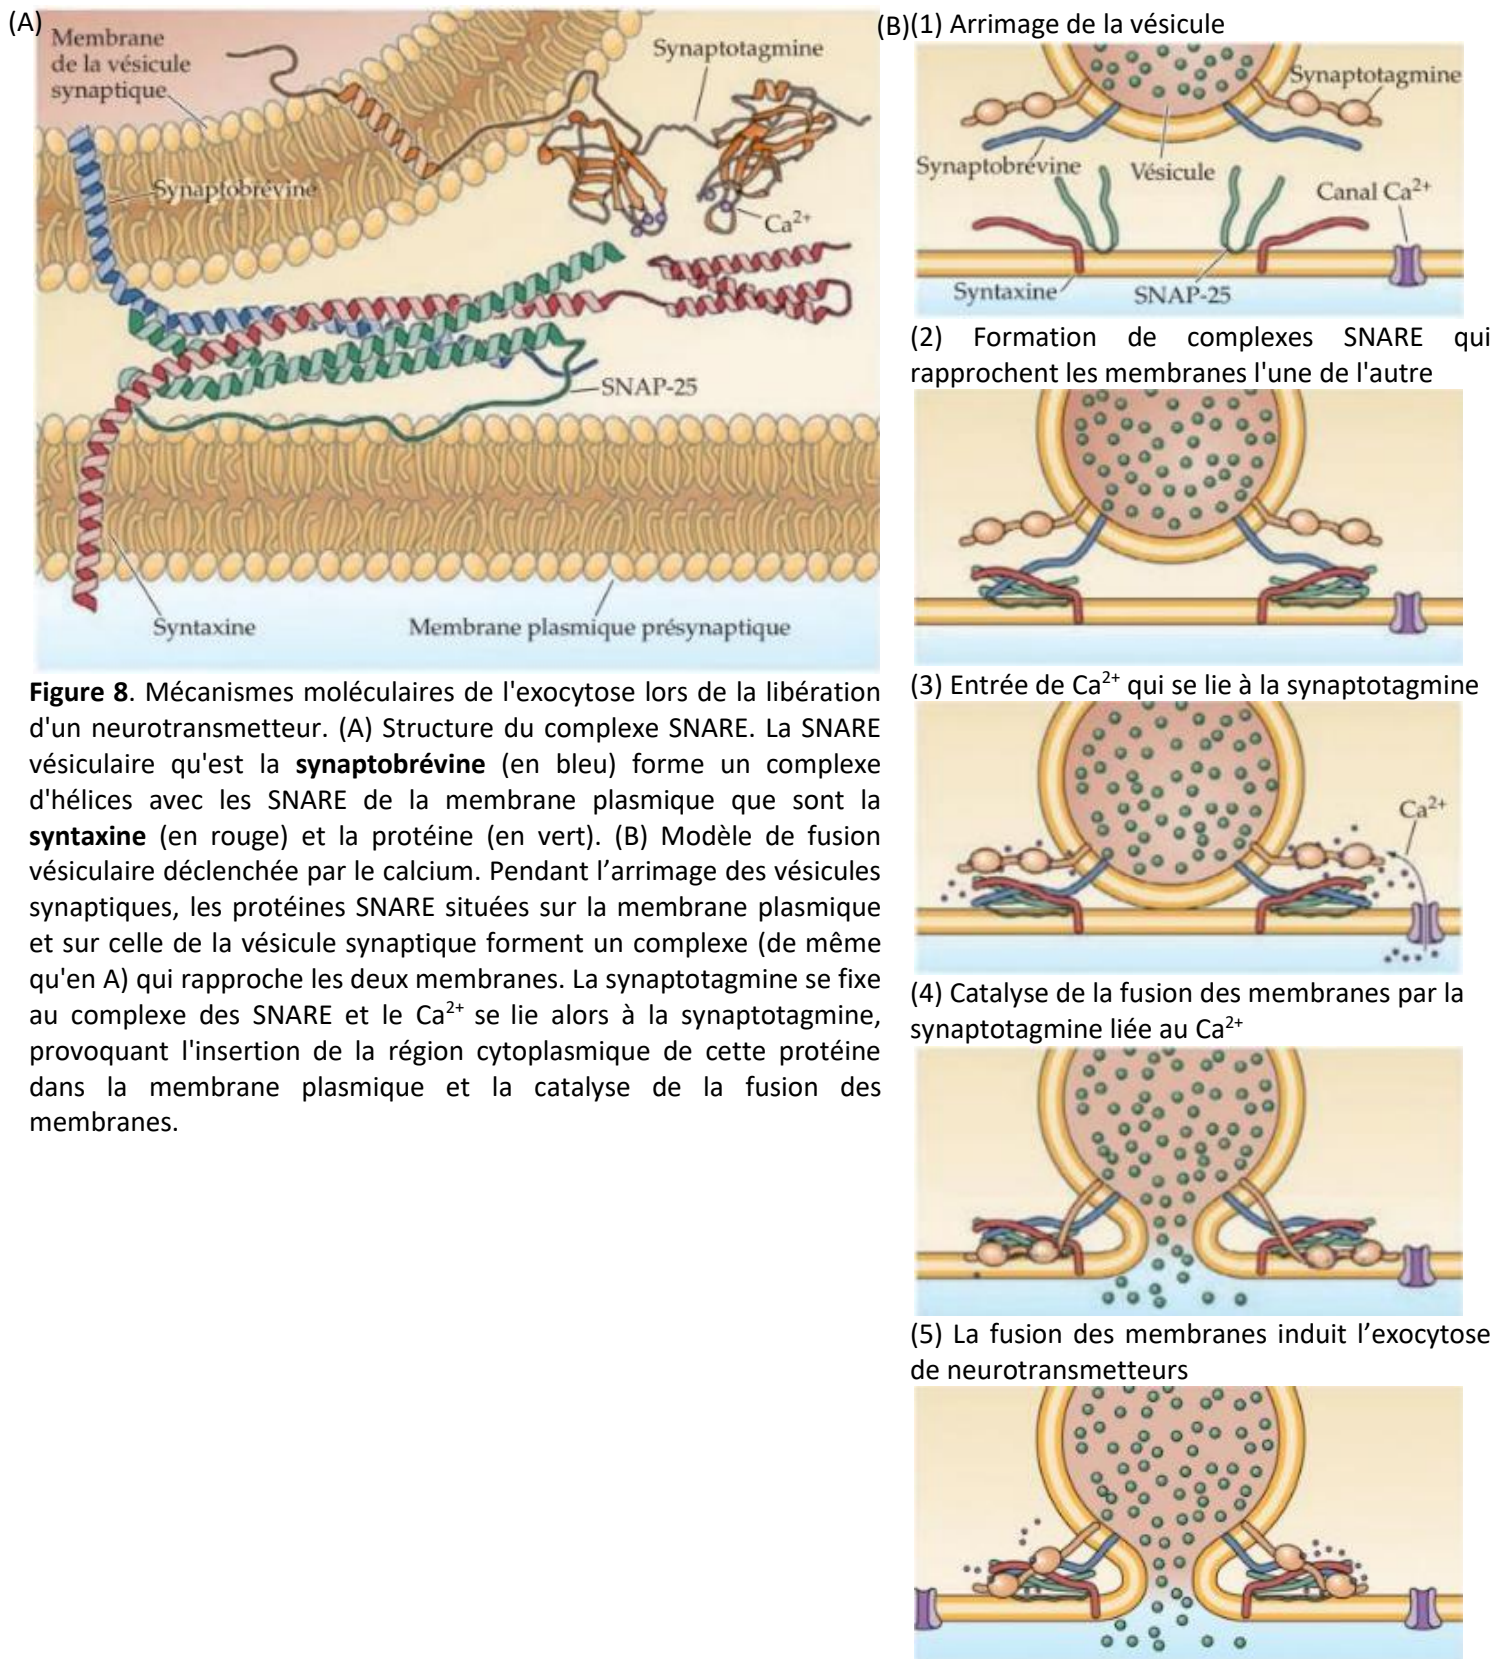 (A)
Membrane
de la vésicule
synaptique
Synaptotagmine
Synaptobrévine
Ca²⁺
SNAP-25
Syntaxine
Membrane plasmique présynaptique
Figure 8. Mécanismes moléculaires de l'exocytose lors de la libération
d'un neurotransmetteur. (A) Structure du complexe SNARE. La SNARE
vésiculaire qu'est la synaptobrévine (en bleu) forme un complexe
d'hélices avec les SNARE de la membrane plasmique que sont la
syntaxine (en rouge) et la protéine (en vert). (B) Modèle de fusion
vésiculaire déclenchée par le calcium. Pendant l’arrimage des vésicules
synaptiques, les protéines SNARE situées sur la membrane plasmique
et sur celle de la vésicule synaptique forment un complexe (de même
qu'en A) qui rapproche les deux membranes. La synaptotagmine se fixe
au complexe des SNARE et le Ca²⁺ se lie alors à la synaptotagmine,
provoquant l'insertion de la région cytoplasmique de cette protéine
dans la membrane plasmique et la catalyse de la fusion des
membranes.
(B)(1) Arrimage de la vésicule
Synaptotagmine
Synaptobrévine
Vésicule
Canal Ca²⁺
Syntaxine
SNAP-25
(2) Formation de complexes SNARE qui
rapprochent les membranes l'une de l'autre
(3) Entrée de Ca²⁺ qui se lie à la synaptotagmine
Ca²⁺
(4) Catalyse de la fusion des membranes par la
synaptotagmine liée au Ca²⁺
(5) La fusion des membranes induit l’exocytose
de neurotransmetteurs